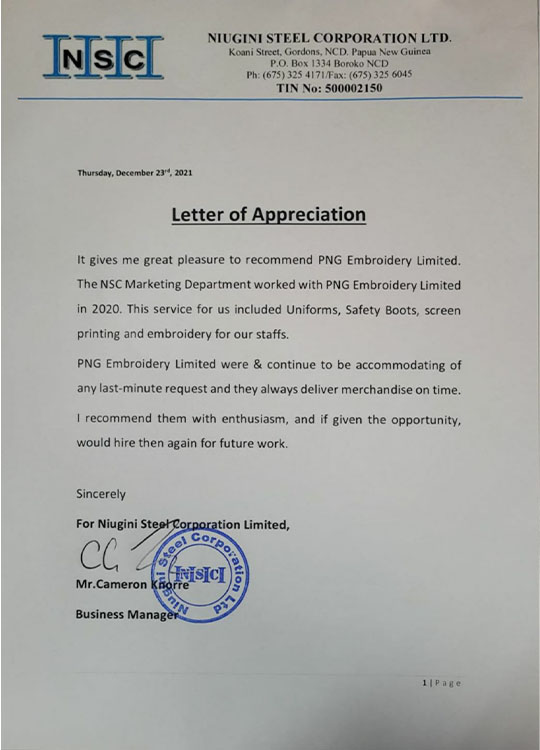 NSC
NIUGINI STEEL CORPORATION LTD.
Koani Street, Gordons, NCD. Papua New Guinea
P.O. Box 1334 Boroko NCD
Ph: (675) 325 4171/Fax: (675) 325 6045
TIN No: 500002150
Thursday, December 23rd, 2021
Letter of Appreciation
It gives me great pleasure to recommend PNG Embroidery Limited.
The NSC Marketing Department worked with PNG Embroidery Limited
in 2020. This service for us included Uniforms, Safety Boots, screen
printing and embroidery for our staffs.
PNG Embroidery Limited were & continue to be accommodating of
any last-minute request and they always deliver merchandise on time.
I recommend them with enthusiasm, and if given the opportunity,
would hire then again for future work.
Sincerely
For Niugini Steel Corporation Limited,
Niugini Steel Corporation Ltd
NSC
Mr.Cameron Knorre
Business Manager
1 | Page